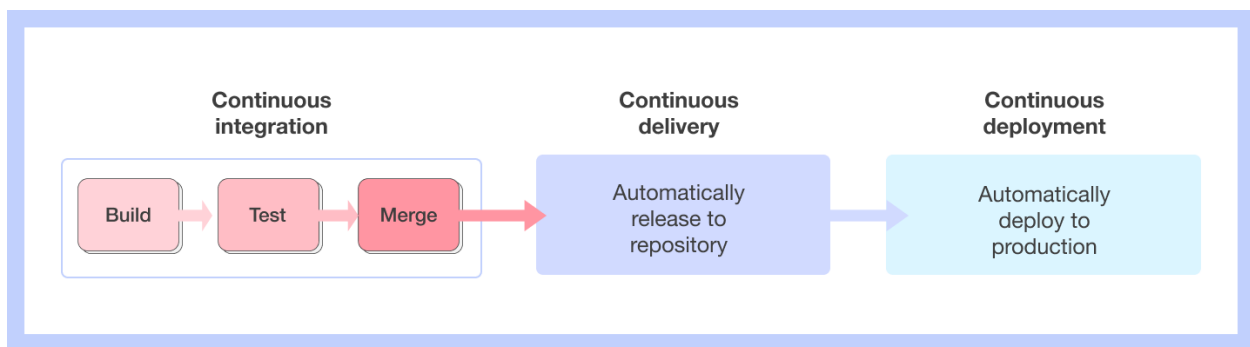 Continuous
integration
Build
Test
Merge
Continuous
delivery
Automatically
release to
repository
Continuous
deployment
Automatically
deploy to
production